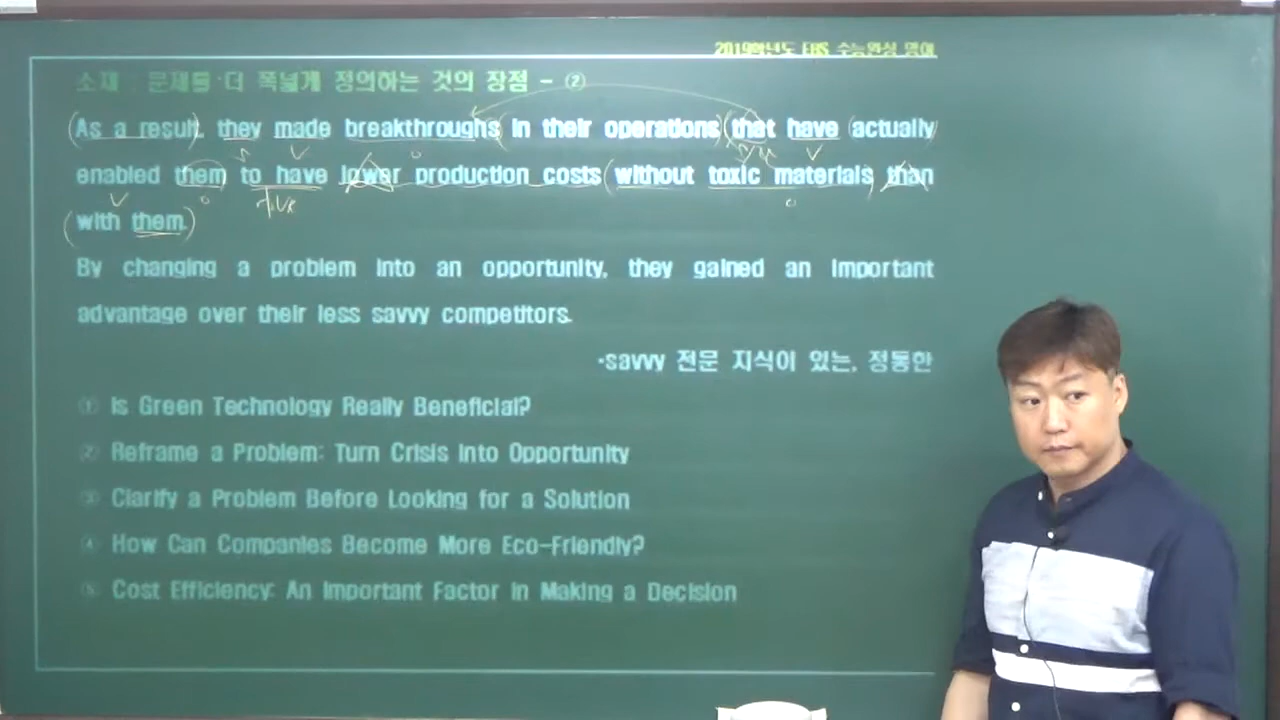 2019학년도 EBS 수능완성 영어
소재 : 문제를 더 폭넓게 정의하는 것의 장점 - ②
As a result, they made breakthroughs in their operations that have actually
enabled them to have lower production costs without toxic materials than
with them.
By changing a problem into an opportunity, they gained an important
advantage over their less savvy competitors.
·savvy 전문 지식이 있는, 정통한
① Is Green Technology Really Beneficial?
② Reframe a Problem: Turn Crisis into Opportunity
③ Clarify a Problem Before Looking for a Solution
④ How Can Companies Become More Eco-Friendly?
⑤ Cost Efficiency: An Important Factor in Making a Decision